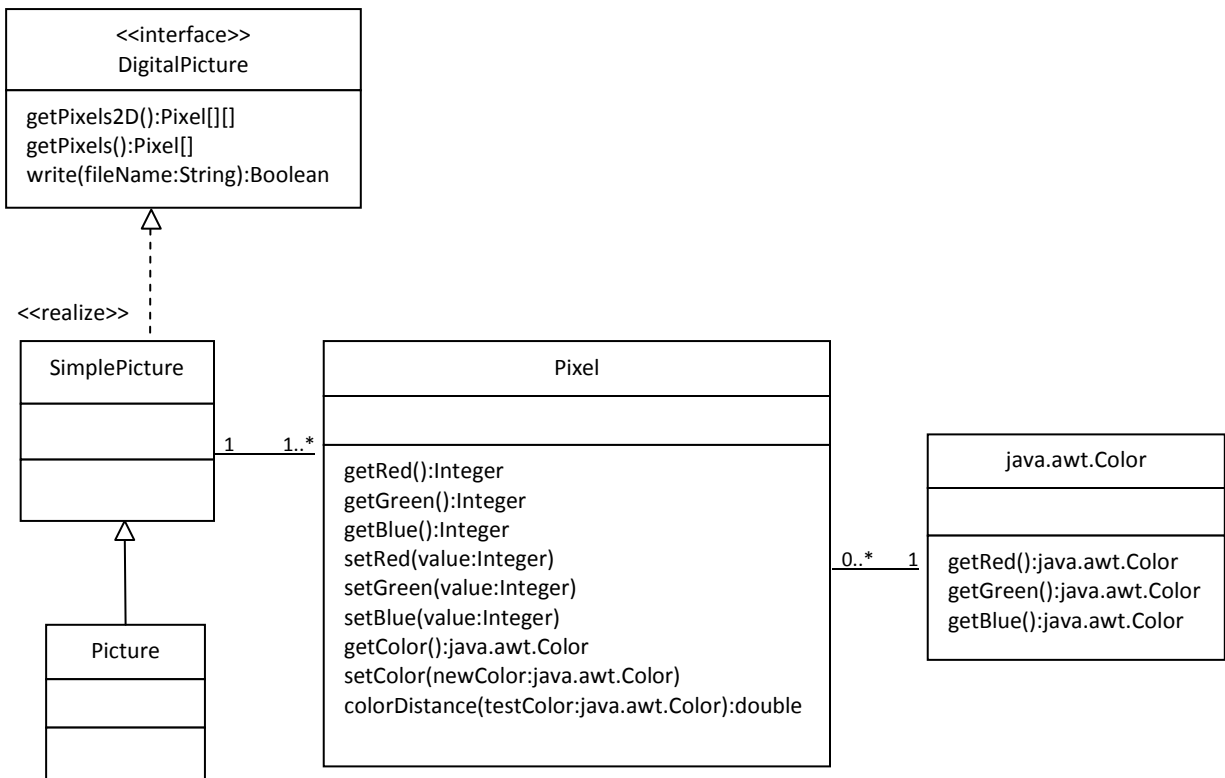 <<interface>>
DigitalPicture
getPixels2D():Pixel[][]
getPixels():Pixel[]
write(fileName:String):Boolean
<<realize>>
SimplePicture
1 1..*
Pixel
getRed():Integer
getGreen():Integer
getBlue():Integer
setRed(value:Integer)
setGreen(value:Integer)
setBlue(value:Integer)
getColor():java.awt.Color
setColor(newColor:java.awt.Color)
colorDistance(testColor:java.awt.Color):double
0..* 1
java.awt.Color
getRed():java.awt.Color
getGreen():java.awt.Color
getBlue():java.awt.Color
Picture